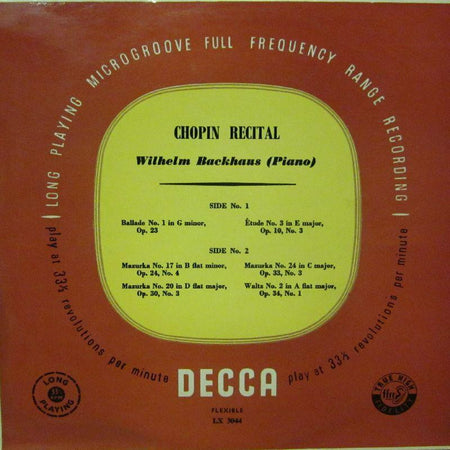 LONG PLAYING MICROGROOVE FULL FREQUENCY RANGE RECORDING
CHOPIN RECITAL
Wilhelm Backhaus (Piano)
SIDE No. 1
Ballade No. 1 in G minor,
Op. 23
Étude No. 3 in E major,
Op. 10, No. 3
SIDE No. 2
Mazurka No. 17 in B flat minor,
Op. 24, No. 4
Mazurka No. 24 in C major,
Op. 33, No. 3
Mazurka No. 20 in D flat major,
Op. 30, No. 3
Waltz No. 2 in A flat major,
Op. 34, No. 1
play at 33⅓ revolutions per minute
play at 33⅓ revolutions per minute
LONG
PLAYING
DECCA
TRUE HIGH
ffrr
FIDELITY
FLEXIBLE
LX 3044